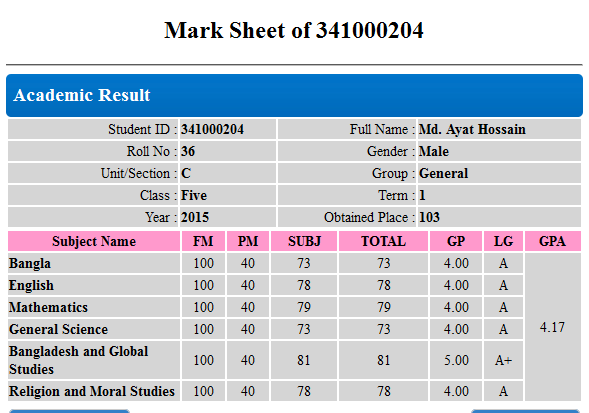 Mark Sheet of 341000204
Academic Result
Student ID : 341000204 Full Name : Md. Ayat Hossain
Roll No : 36 Gender : Male
Unit/Section : C Group : General
Class : Five Term : 1
Year : 2015 Obtained Place : 103
Subject Name FM PM SUBJ TOTAL GP LG GPA
Bangla 100 40 73 73 4.00 A
English 100 40 78 78 4.00 A
Mathematics 100 40 79 79 4.00 A
General Science 100 40 73 73 4.00 A 4.17
Bangladesh and Global
Studies 100 40 81 81 5.00 A+
Religion and Moral Studies 100 40 78 78 4.00 A